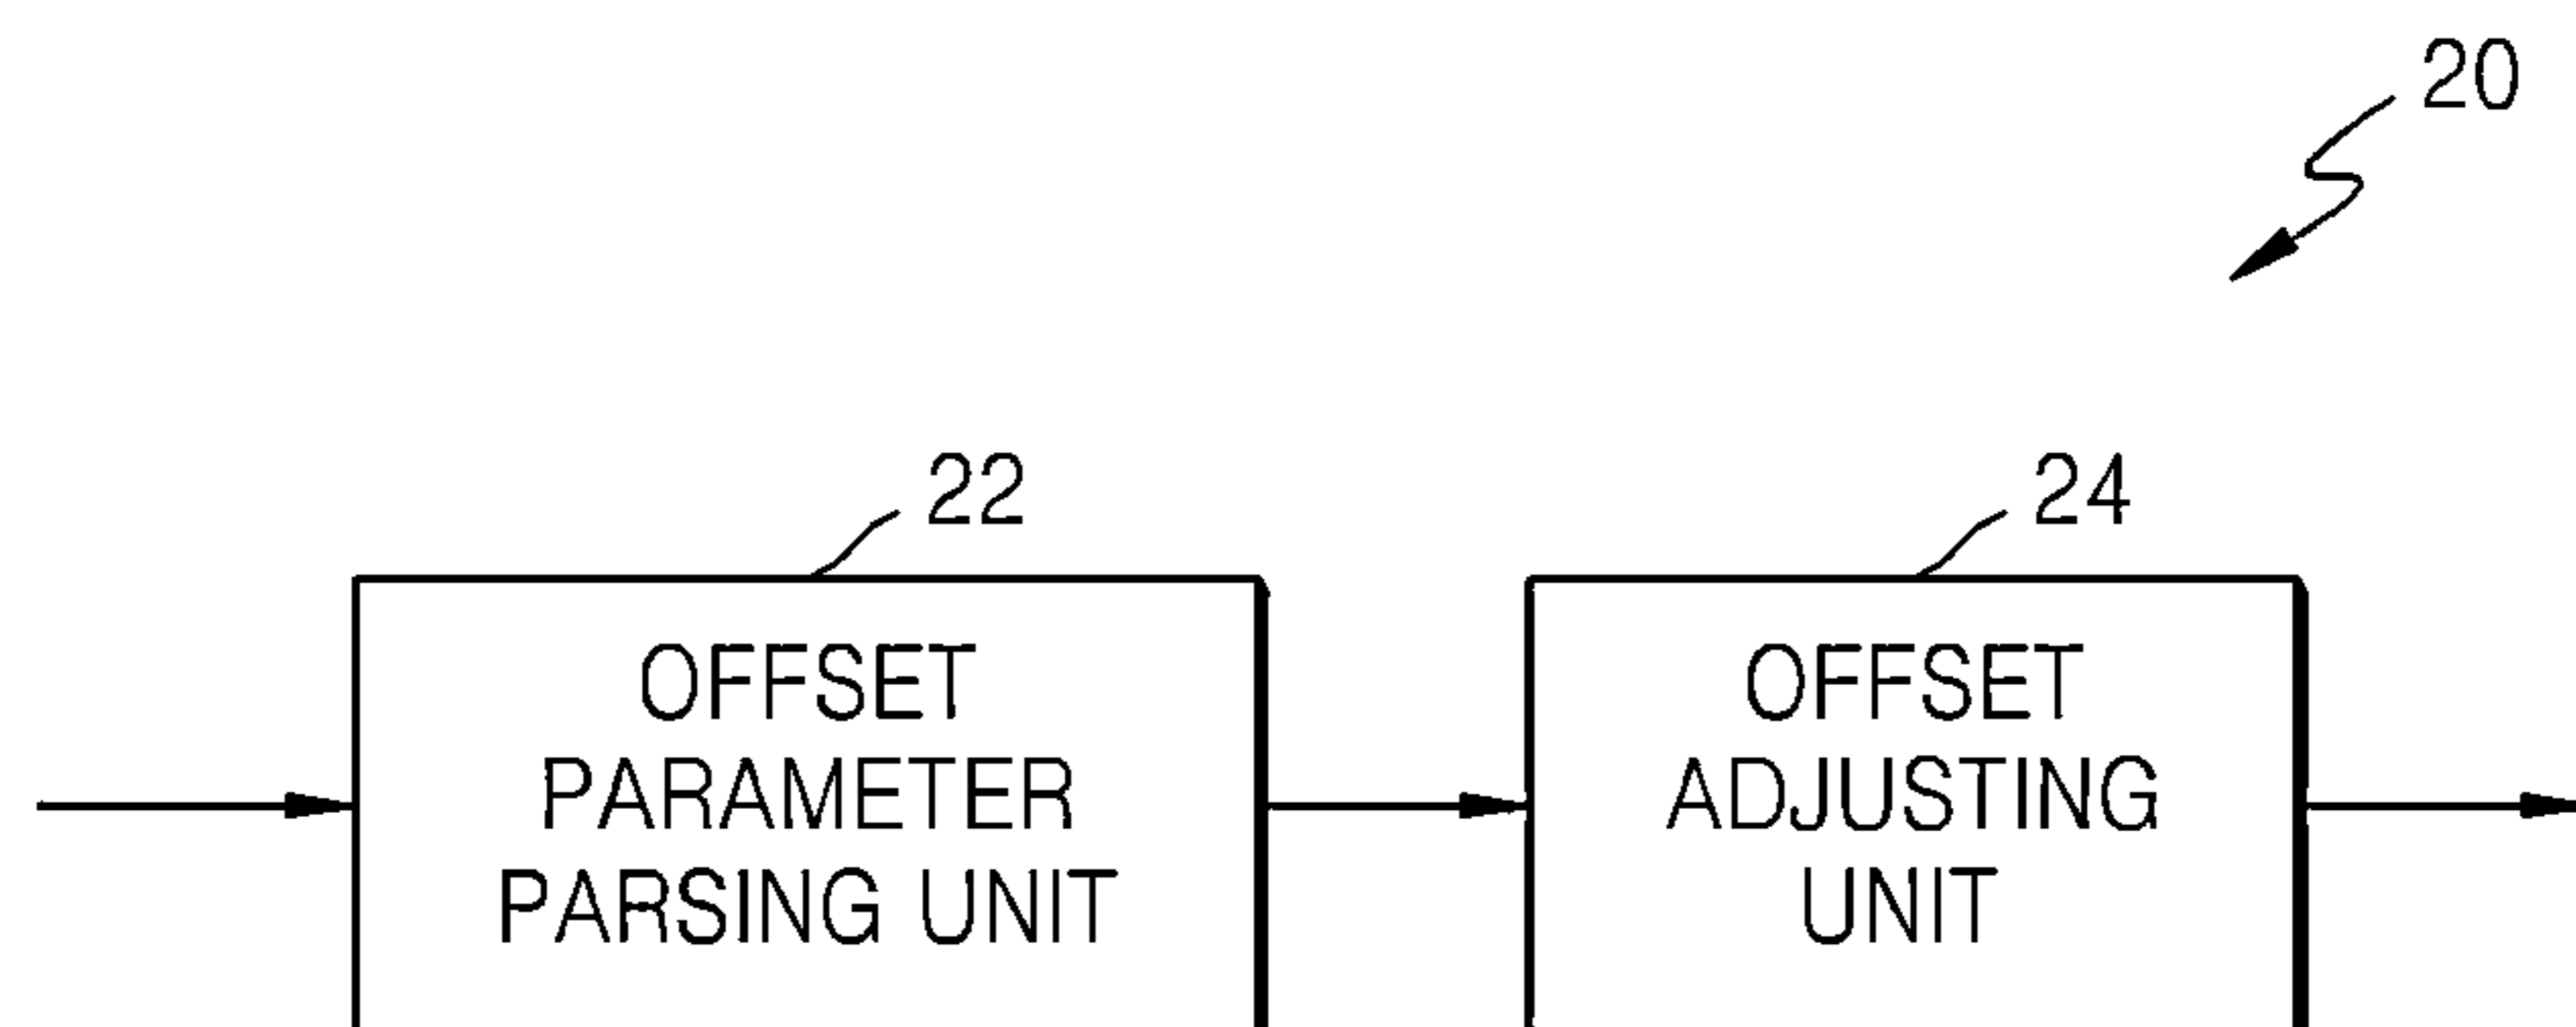 20
22
24
OFFSET
PARAMETER
PARSING UNIT
OFFSET
ADJUSTING
UNIT